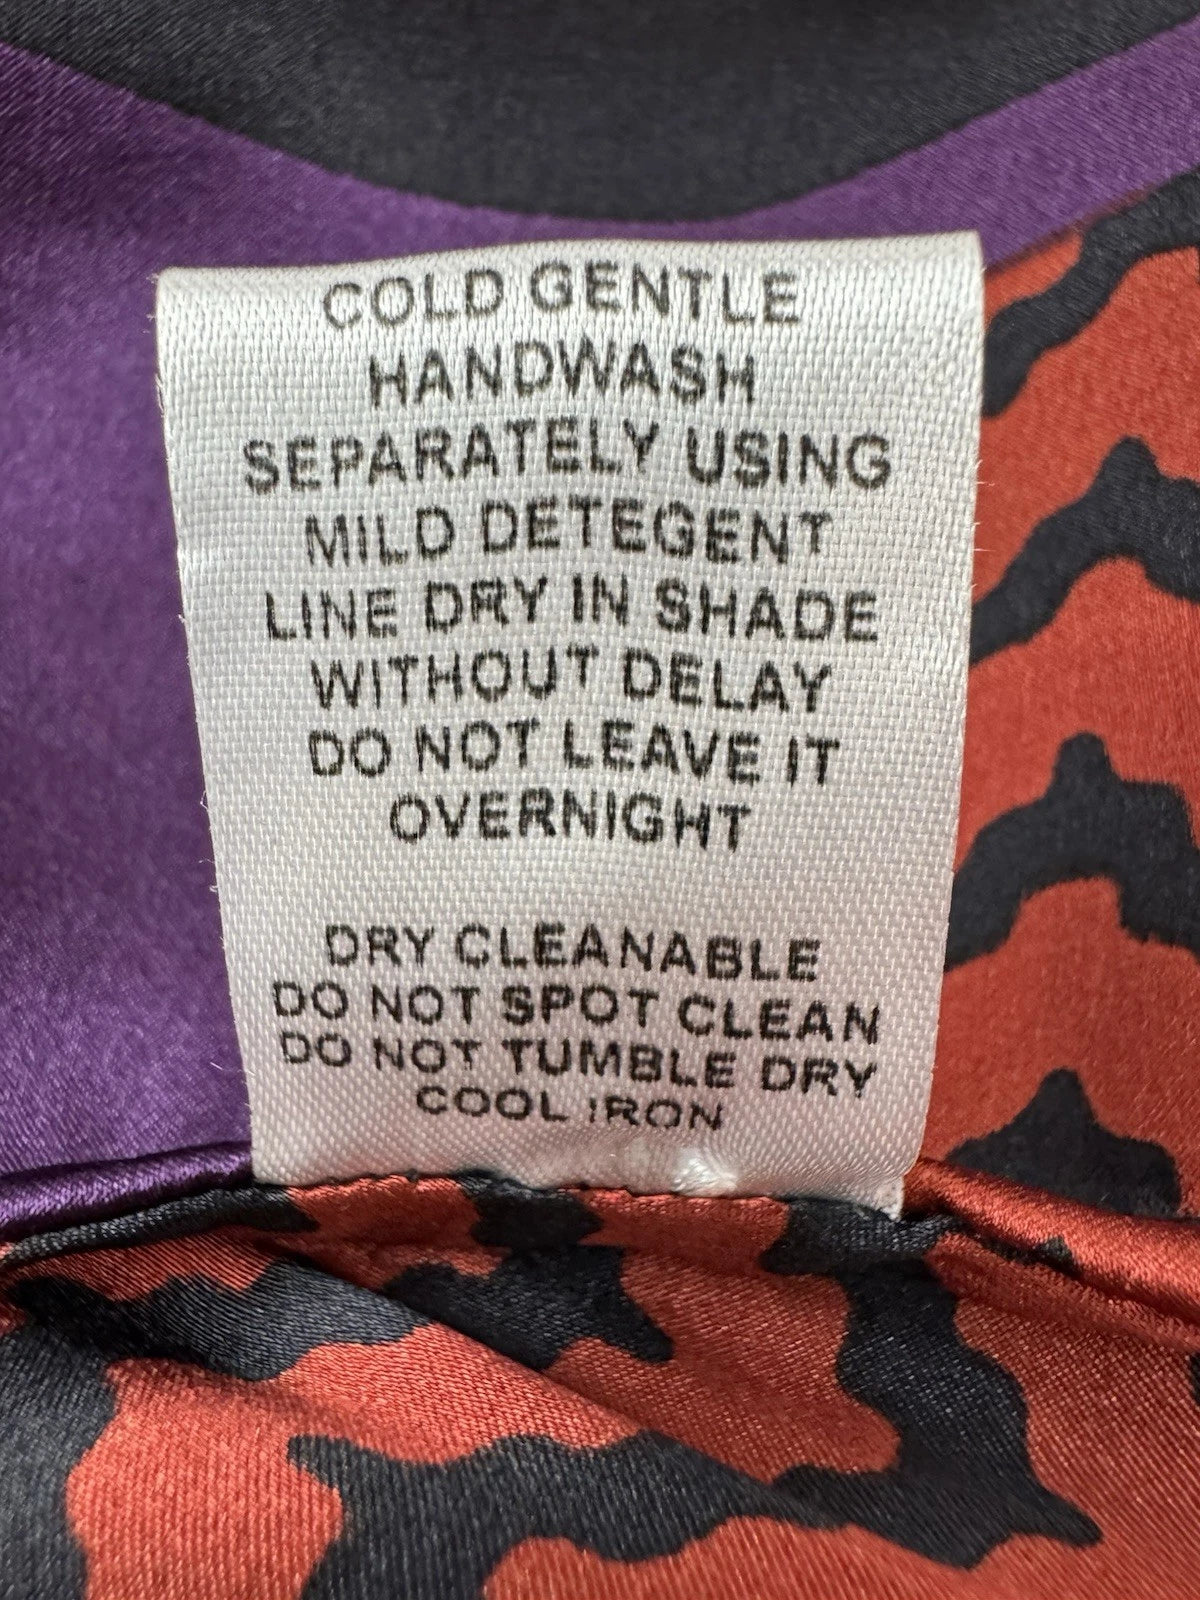 COLD GENTLE
HANDWASH
SEPARATELY USING
MILD DETEGENT
LINE DRY IN SHADE
WITHOUT DELAY
DO NOT LEAVE IT
OVERNIGHT
DRY CLEANABLE
DO NOT SPOT CLEAN
DO NOT TUMBLE DRY
COOL IRON